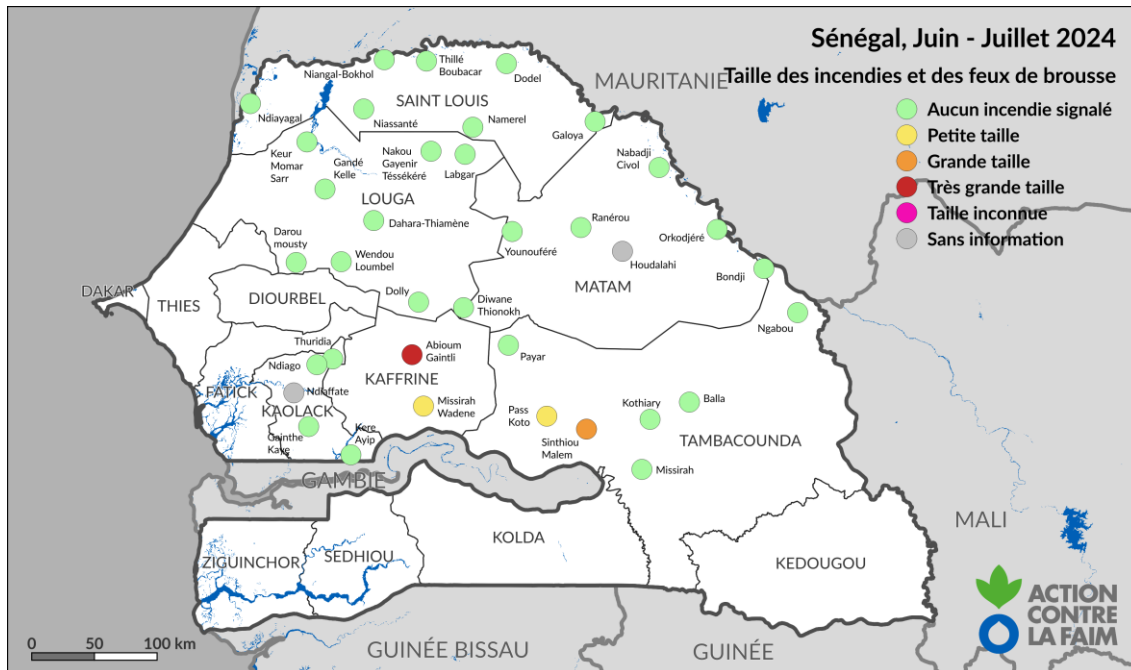 Sénégal, Juin - Juillet 2024
Taille des incendies et des feux de brousse
Aucun incendie signalé
Petite taille
Grande taille
Très grande taille
Taille inconnue
Sans information
MAURITANIE
Niangal-Bokhol
Thillé
Boubacar
Dodel
SAINT LOUIS
Ndiayagal
Niassanté
Namerel
Galoya
Keur
Momar
Sarr
Gandé
Kelle
Nakou
Gayenir
Téssékéré
Labgar
Nabadji
Civol
LOUGA
Dahara-Thiamène
Ranérou
Younouféré
Orkodjéré
Darou
mousty
Wendou
Loumbel
Houdalahi
Bondji
MATAM
DAKAR
THIES
DIOURBEL
Dolly
Diwane
Thionokh
Ngabou
Thuridia
Ndiago
Abioum
Gaintli
Payar
KAFFRINE
FATICK
Ndiaffate
KAOLACK
Missirah
Wadene
Pass
Koto
Kothiary
Balla
Gainthe
Kaye
Kere
Ayip
Sinthiou
Malem
TAMBACOUNDA
Missirah
GAMBIE
MALI
ZIGUINCHOR
SEDHIOU
KOLDA
KEDOUGOU
GUINÉE BISSAU
GUINÉE
0 50 100 km
ACTION
CONTRE
LA FAIM